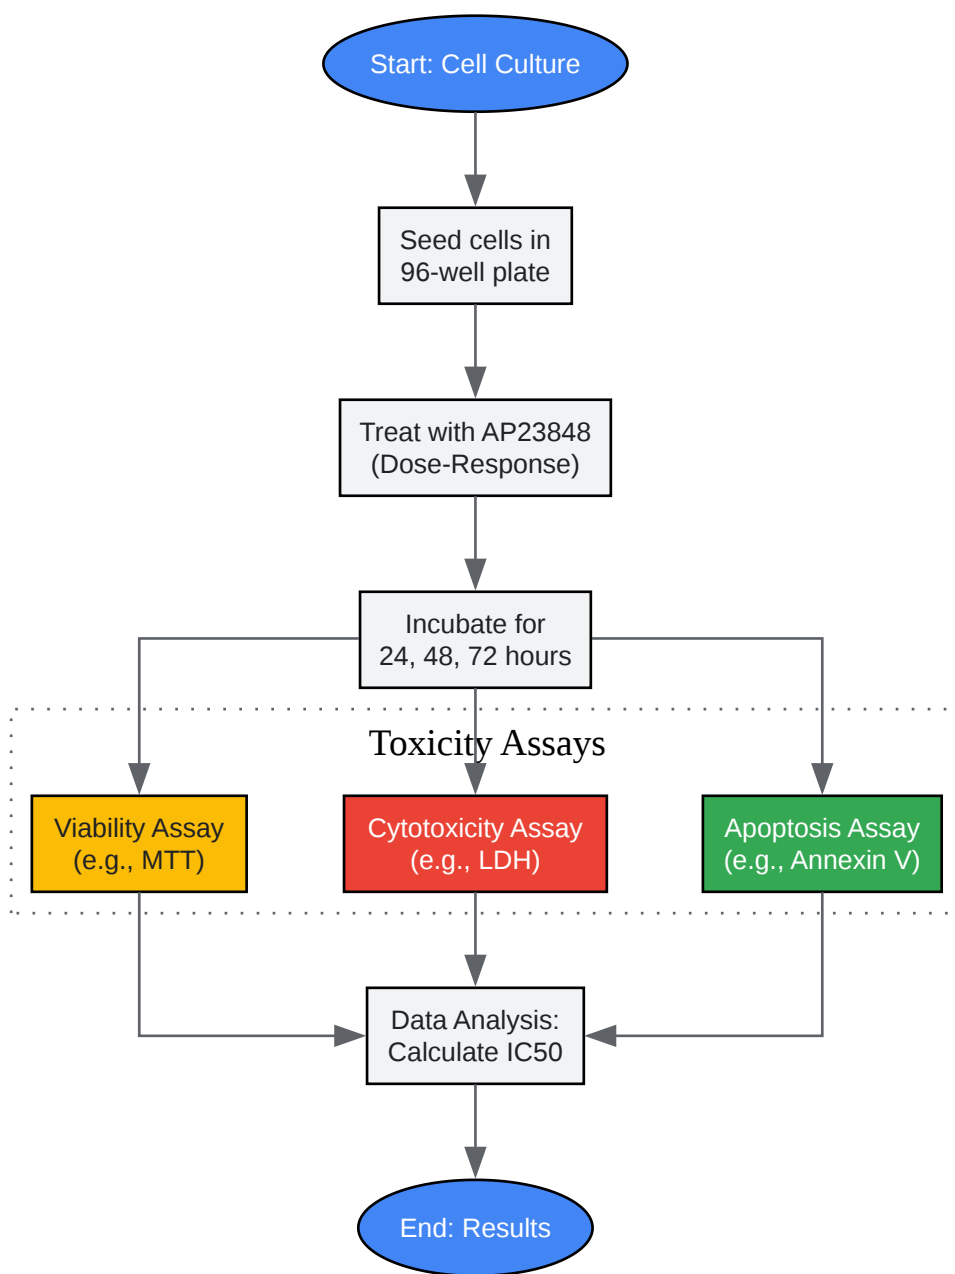 Start: Cell Culture
Seed cells in
96-well plate
Treat with AP23848
(Dose-Response)
Incubate for
24, 48, 72 hours
Toxicity Assays
Viability Assay
(e.g., MTT)
Cytotoxicity Assay
(e.g., LDH)
Apoptosis Assay
(e.g., Annexin V)
Data Analysis:
Calculate IC50
End: Results